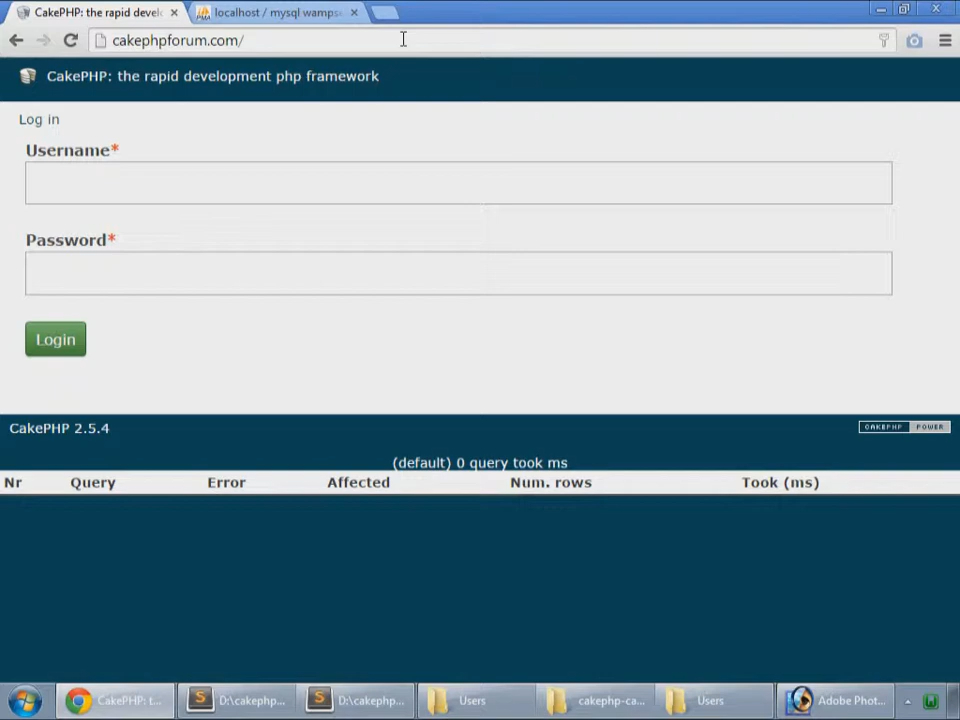 CakePHP: the rapid devel
localhost / mysql wamps
cakephpforum.com/
CakePHP: the rapid development php framework
Log in
Username*
Password*
Login
CakePHP 2.5.4
CAKEPHP POWER
(default) 0 query took ms
Nr Query Error Affected Num. rows Took (ms)
CakePHP: t...
D:\cakephp...
D:\cakephp...
Users
cakephp-ca...
Users
Adobe Phot...